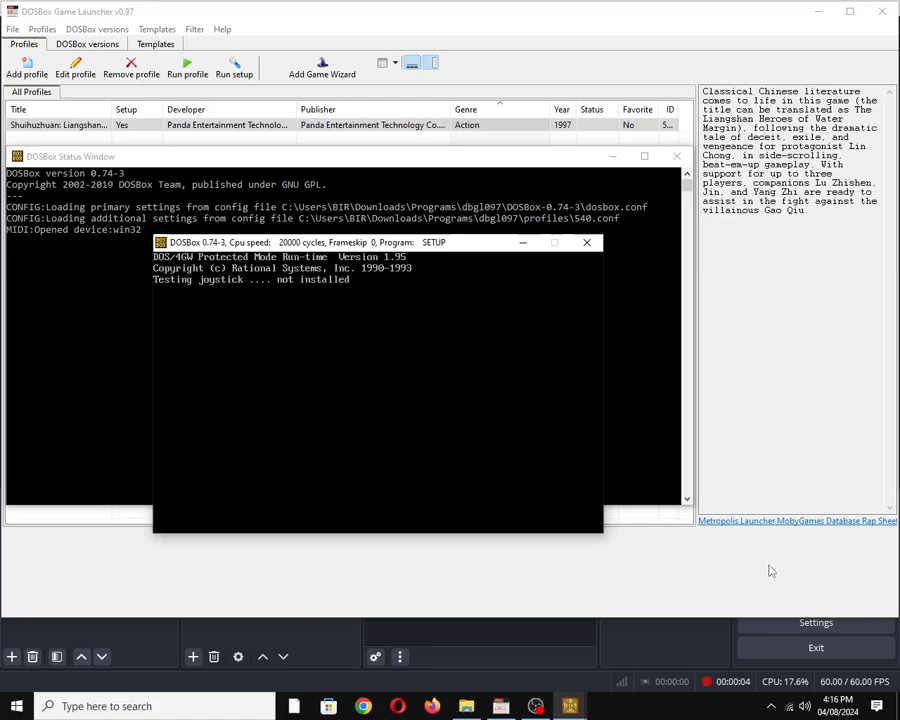 DOSBox Game Launcher v0.97
File Profiles DOSBox versions Templates Filter Help
Profiles DOSBox versions Templates
Add profile Edit profile Remove profile Run profile Run setup Add Game Wizard
All Profiles
Title Setup Developer Publisher Genre Year Status Favorite ID
Shuihuzhuan: Liangshan... Yes Panda Entertainment Technolo... Panda Entertainment Technology Co.... Action 1997 No 5...
Classical Chinese literature
comes to life in this game (the
title can be translated as The
Liangshan Heroes of Water
Margin), following the dramatic
tale of deceit, exile, and
vengeance for protagonist Lin
Chong, in side-scrolling,
beat-em-up gameplay. With
support for up to three
players, companions Lu Zhishen,
Jin, and Yang Zhi are ready to
assist in the fight against the
villainous Gao Qiu.
DOSBox Status Window
DOSBox version 0.74-3
Copyright 2002-2019 DOSBox Team, published under GNU GPL.
---
CONFIG:Loading primary settings from config file C:\Users\BIR\Downloads\Programs\dbgl097\DOSBox-0.74-3\dosbox.conf
CONFIG:Loading additional settings from config file C:\Users\BIR\Downloads\Programs\dbgl097\profiles\540.conf
MIDI:Opened device:win32
DOSBox 0.74-3, Cpu speed: 20000 cycles, Frameskip 0, Program: SETUP
DOS/4GW Protected Mode Run-time Version 1.95
Copyright (c) Rational Systems, Inc. 1990-1993
Testing joystick .... not installed
Metropolis Launcher MobyGames Database Rap Sheet
Settings
Exit
00:00:00 00:00:04 CPU: 17.6% 60.00 / 60.00 FPS
Type here to search
4:16 PM
04/08/2024